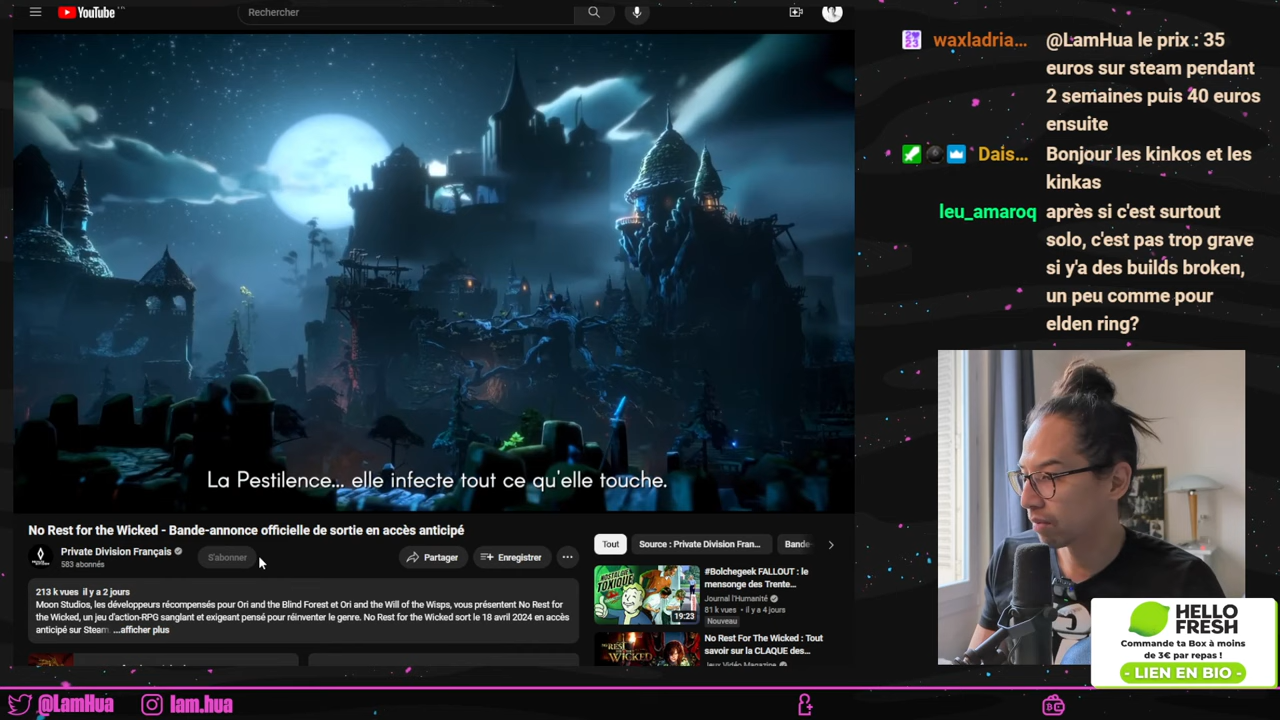 YouTube
Rechercher
La Pestilence... elle infecte tout ce qu'elle touche.
No Rest for the Wicked - Bande-annonce officielle de sortie en accès anticipé
Private Division Français
583 abonnés
S'abonner
Partager
Enregistrer
213 k vues il y a 2 jours
Moon Studios, les développeurs récompensés pour Ori and the Blind Forest et Ori and the Will of the Wisps, vous présentent No Rest for the
Wicked, un jeu d'action-RPG sanglant et exigeant pensé pour réinventer le genre. No Rest for the Wicked sort le 18 avril 2024 en accès
anticipé sur Steam. ...afficher plus
Tout
Source : Private Division Fran...
Bande-
19:23
#Bolchegeek FALLOUT : le
mensonge des Trente...
Journal l'Humanité
81 k vues • il y a 4 jours
Nouveau
No Rest For The Wicked : Tout
savoir sur la CLAQUE des...
Jeux Vidéo Magazine
waxladria...
@LamHua le prix : 35
euros sur steam pendant
2 semaines puis 40 euros
ensuite
Dais...
Bonjour les kinkos et les
kinkas
leu_amaroq
après si c'est surtout
solo, c'est pas trop grave
si y'a des builds broken,
un peu comme pour
elden ring?
HELLO
FRESH
Commande ta Box à moins
de 3€ par repas !
- LIEN EN BIO -
@LamHua
lam.hua